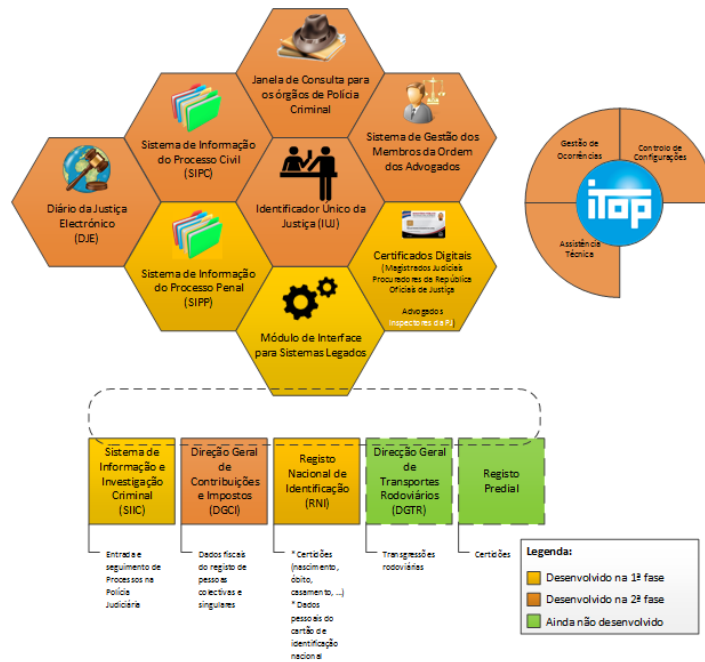 Janela de Consulta para
os órgãos de Polícia
Criminal
Sistema de Informação
do Processo Civil
(SIPC)
Sistema de Gestão dos
Membros da Ordem
dos Advogados
Diário da Justiça
Electrónico
(DJE)
Identificador Único da
Justiça (IUJ)
Sistema de Informação
do Processo Penal
(SIPP)
Certificados Digitais
(Magistrados Judiciais
Procuradores da República
Oficiais de Justiça
Advogados
Inspectores da PJ)
Módulo de Interface
para Sistemas Legados
Gestão de
Ocorrências
Controlo de
Configurações
iTop
Assistência
Técnica
Sistema de
Informação e
Investigação
Criminal
(SIIC)
Direção Geral
de
Contribuições
e Impostos
(DGCI)
Registo
Nacional de
Identificação
(RNI)
Direcção Geral
de
Transportes
Rodoviários
(DGTR)
Registo
Predial
Entrada e
seguimento de
Processos na
Polícia
Judiciária
Dados fiscais
do registo de
pessoas
colectivas e
singulares
* Certidões
(nascimento,
óbito,
casamento, ...)
* Dados
pessoais do
cartão de
identificação
nacional
Transgressões
rodoviárias
Certidões
Legenda:
Desenvolvido na 1ª fase
Desenvolvido na 2ª fase
Ainda não desenvolvido